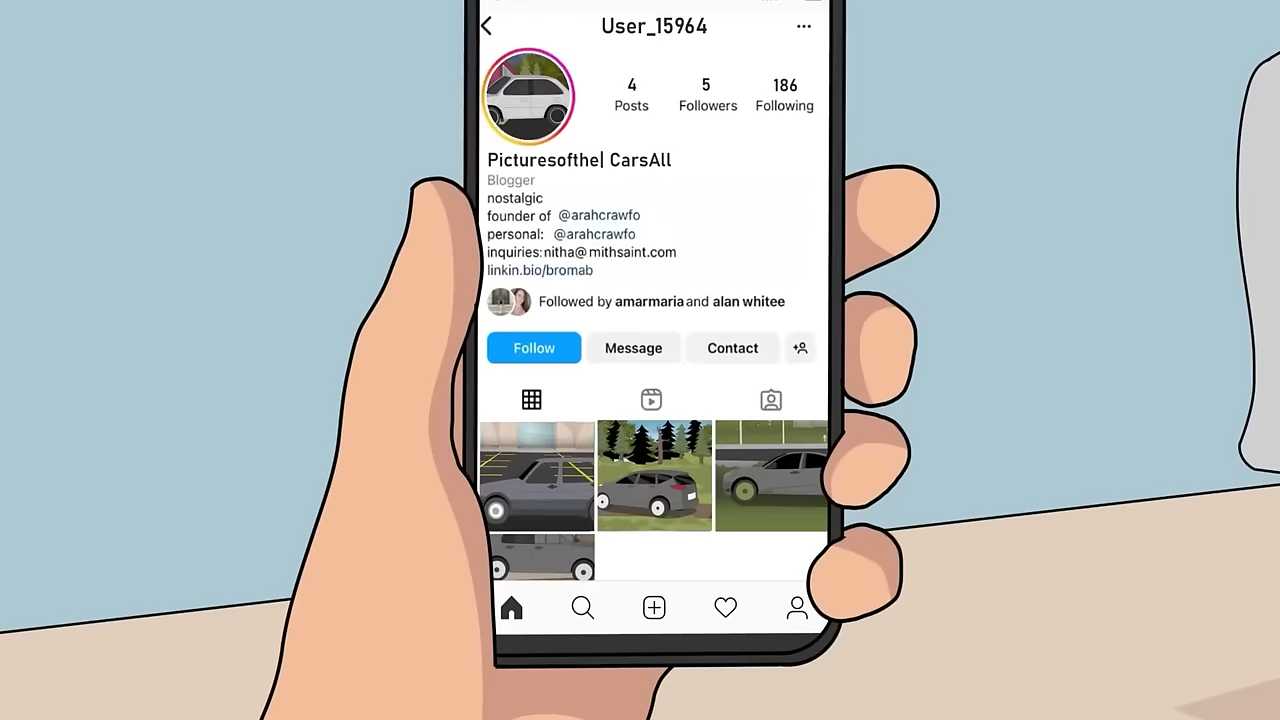 User_15964
4 5 186
Posts Followers Following
Picturesofthe| CarsAll
Blogger
nostalgic
founder of @arahcrawfo
personal: @arahcrawfo
inquiries:nitha@mithsaint.com
linkin.bio/bromab
Followed by amarmaria and alan whitee
Follow Message Contact